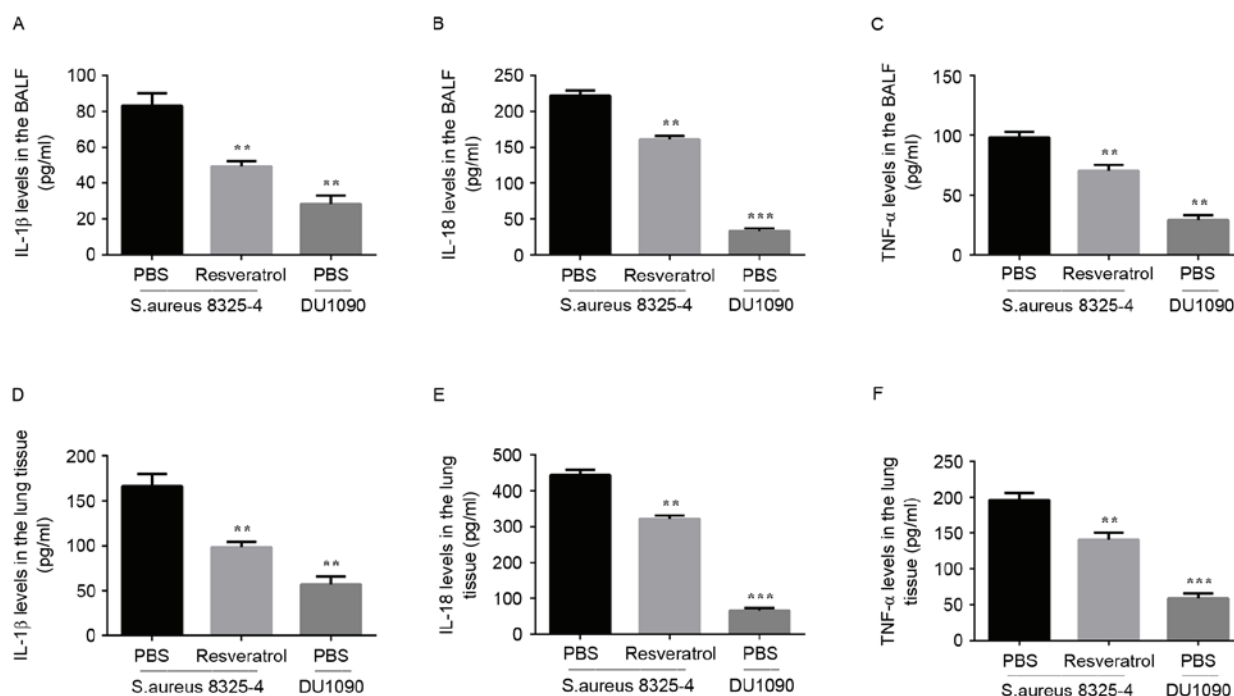 A
IL-1β levels in the BALF
(pg/ml)
100
80
60
40
20
0
**
**
PBS Resveratrol PBS
S.aureus 8325-4 DU1090
B
IL-18 levels in the BALF
(pg/ml)
250
200
150
100
50
0
**
***
PBS Resveratrol PBS
S.aureus 8325-4 DU1090
C
TNF-α levels in the BALF
(pg/ml)
150
100
50
0
**
**
PBS Resveratrol PBS
S.aureus 8325-4 DU1090
D
IL-1β levels in the lung tissue
(pg/ml)
200
150
100
50
0
**
**
PBS Resveratrol PBS
S.aureus 8325-4 DU1090
E
IL-18 levels in the lung
tissue (pg/ml)
500
400
300
200
100
0
**
***
PBS Resveratrol PBS
S.aureus 8325-4 DU1090
F
TNF-α levels in the lung
tissue (pg/ml)
250
200
150
100
50
0
**
***
PBS Resveratrol PBS
S.aureus 8325-4 DU1090